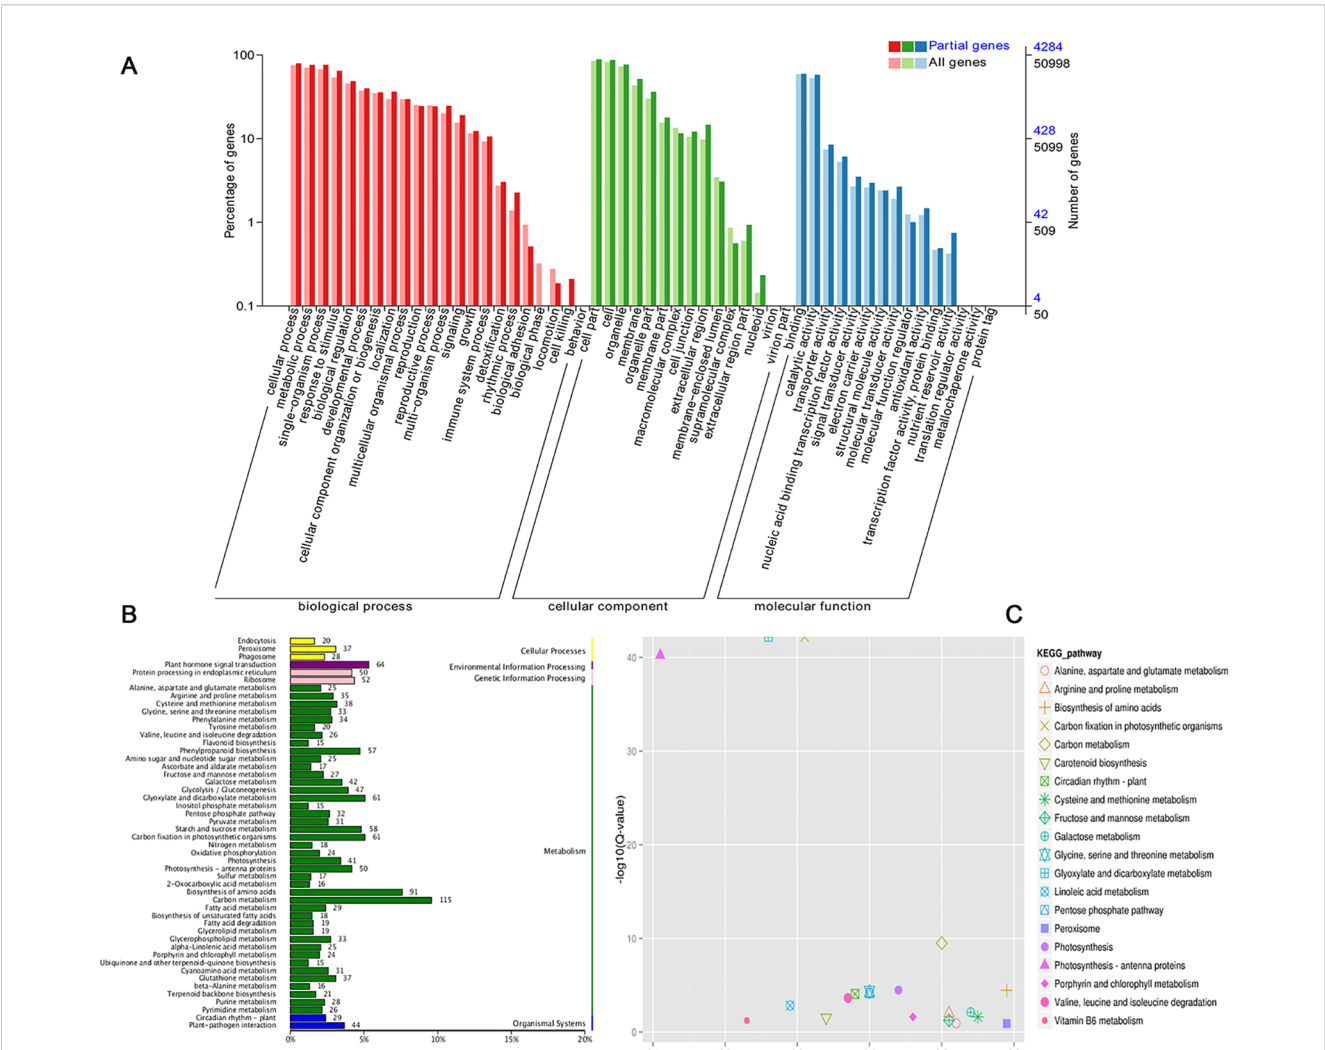 A
Partial genes
All genes
4284
50998
428
5099
42
509
4
50
Number of genes
Percentage of genes
100
10
1
0.1
cellular process
metabolic process
single-organism process
response to stimulus
biological regulation
developmental process
cellular component organization or biogenesis
localization
multicellular organismal process
reproduction
reproductive process
multi-organism process
signaling
growth
immune system process
detoxification
rhythmic process
biological adhesion
biological phase
locomotion
cell killing
behavior
cell part
cell
organelle
membrane
organelle part
membrane part
macromolecular complex
cell junction
extracellular region
membrane-enclosed lumen
supramolecular complex
extracellular region part
nucleoid
virion
virion part
binding
catalytic activity
transporter activity
nucleic acid binding transcription factor activity
signal transducer activity
electron carrier activity
structural molecule activity
molecular transducer activity
molecular function regulator
antioxidant activity
transcription factor activity, protein binding
nutrient reservoir activity
translation regulator activity
metallochaperone activity
protein tag
biological process
cellular component
molecular function
B
Endocytosis 20
Peroxisome 37
Phagosome 28
Plant hormone signal transduction 64
Protein processing in endoplasmic reticulum 50
Ribosome 52
Alanine, aspartate and glutamate metabolism 25
Arginine and proline metabolism 35
Cysteine and methionine metabolism 38
Glycine, serine and threonine metabolism 33
Phenylalanine metabolism 34
Tyrosine metabolism 20
Valine, leucine and isoleucine degradation 26
Flavonoid biosynthesis 15
Phenylpropanoid biosynthesis 57
Amino sugar and nucleotide sugar metabolism 25
Ascorbate and aldarate metabolism 17
Fructose and mannose metabolism 27
Galactose metabolism 42
Glycolysis / Gluconeogenesis 47
Glyoxylate and dicarboxylate metabolism 61
Inositol phosphate metabolism 15
Pentose phosphate pathway 32
Pyruvate metabolism 31
Starch and sucrose metabolism 58
Carbon fixation in photosynthetic organisms 61
Nitrogen metabolism 18
Oxidative phosphorylation 24
Photosynthesis 41
Photosynthesis - antenna proteins 50
Sulfur metabolism 17
2-Oxocarboxylic acid metabolism 16
Biosynthesis of amino acids 91
Carbon metabolism 115
Fatty acid metabolism 29
Biosynthesis of unsaturated fatty acids 18
Fatty acid degradation 19
Glycerolipid metabolism 19
Glycerophospholipid metabolism 33
alpha-Linolenic acid metabolism 25
Porphyrin and chlorophyll metabolism 24
Ubiquinone and other terpenoid-quinone biosynthesis 15
Cyanoamino acid metabolism 31
Glutathione metabolism 37
beta-Alanine metabolism 16
Terpenoid backbone biosynthesis 21
Purine metabolism 28
Pyrimidine metabolism 26
Circadian rhythm - plant 29
Plant-pathogen interaction 44
0% 5% 10% 15% 20%
Cellular Processes
Environmental Information Processing
Genetic Information Processing
Metabolism
Organismal Systems
C
-log10(Q-value)
40
30
20
10
0
KEGG_pathway
Alanine, aspartate and glutamate metabolism
Arginine and proline metabolism
Biosynthesis of amino acids
Carbon fixation in photosynthetic organisms
Carbon metabolism
Carotenoid biosynthesis
Circadian rhythm - plant
Cysteine and methionine metabolism
Fructose and mannose metabolism
Galactose metabolism
Glycine, serine and threonine metabolism
Glyoxylate and dicarboxylate metabolism
Linoleic acid metabolism
Pentose phosphate pathway
Peroxisome
Photosynthesis
Photosynthesis - antenna proteins
Porphyrin and chlorophyll metabolism
Valine, leucine and isoleucine degradation
Vitamin B6 metabolism